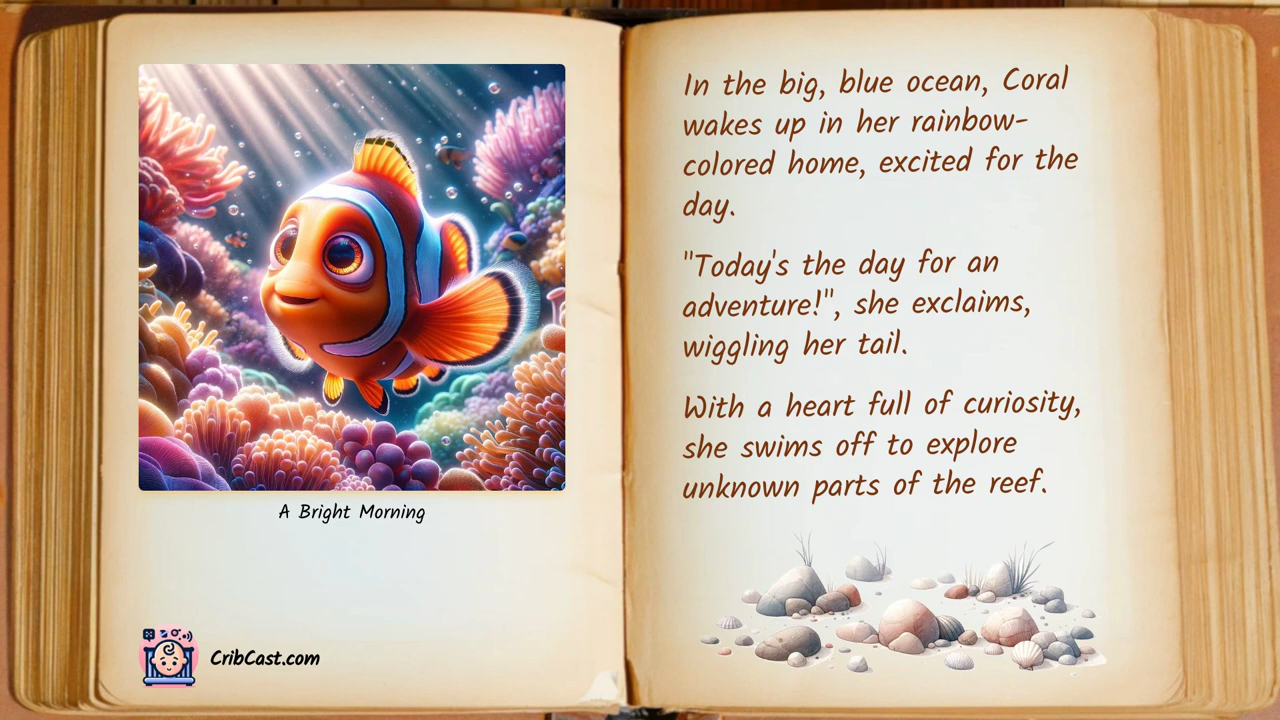 A Bright Morning
CribCast.com
In the big, blue ocean, Coral
wakes up in her rainbow-
colored home, excited for the
day.
"Today's the day for an
adventure!", she exclaims,
wiggling her tail.
With a heart full of curiosity,
she swims off to explore
unknown parts of the reef.